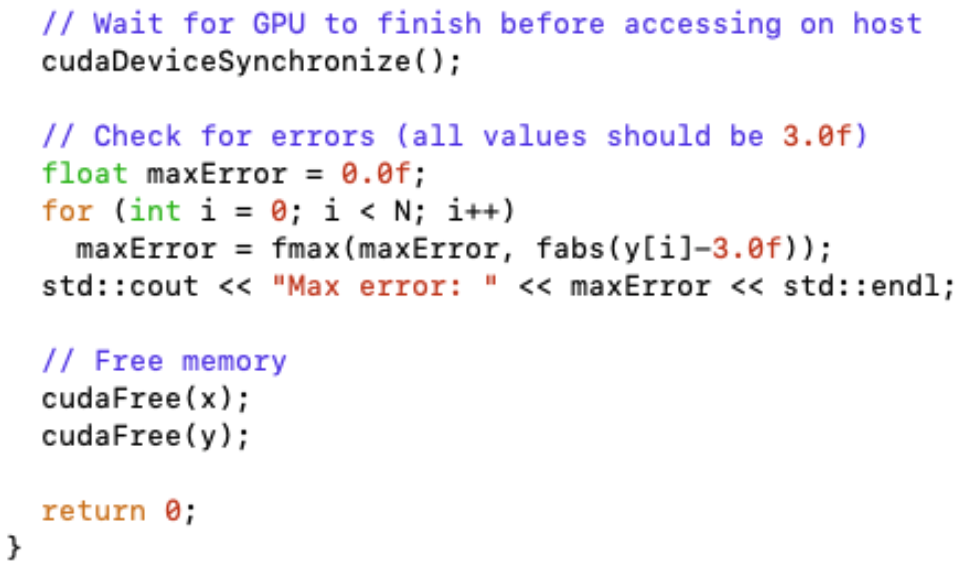 // Wait for GPU to finish before accessing on host
cudaDeviceSynchronize();

// Check for errors (all values should be 3.0f)
float maxError = 0.0f;
for (int i = 0; i < N; i++)
  maxError = fmax(maxError, fabs(y[i]-3.0f));
std::cout << "Max error: " << maxError << std::endl;

// Free memory
cudaFree(x);
cudaFree(y);

return 0;
}